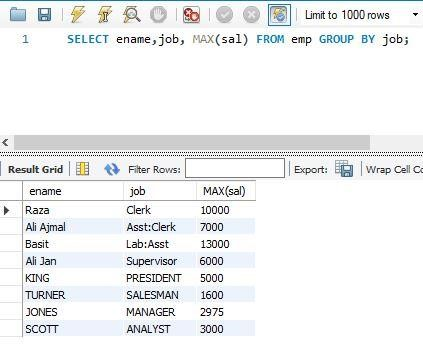 Limit to 1000 rows
1 SELECT ename,job, MAX(sal) FROM emp GROUP BY job;
Result Grid Filter Rows: Export: Wrap Cell Co
ename job MAX(sal)
Raza Clerk 10000
Ali Ajmal Asst:Clerk 7000
Basit Lab:Asst 13000
Ali Jan Supervisor 6000
KING PRESIDENT 5000
TURNER SALESMAN 1600
JONES MANAGER 2975
SCOTT ANALYST 3000